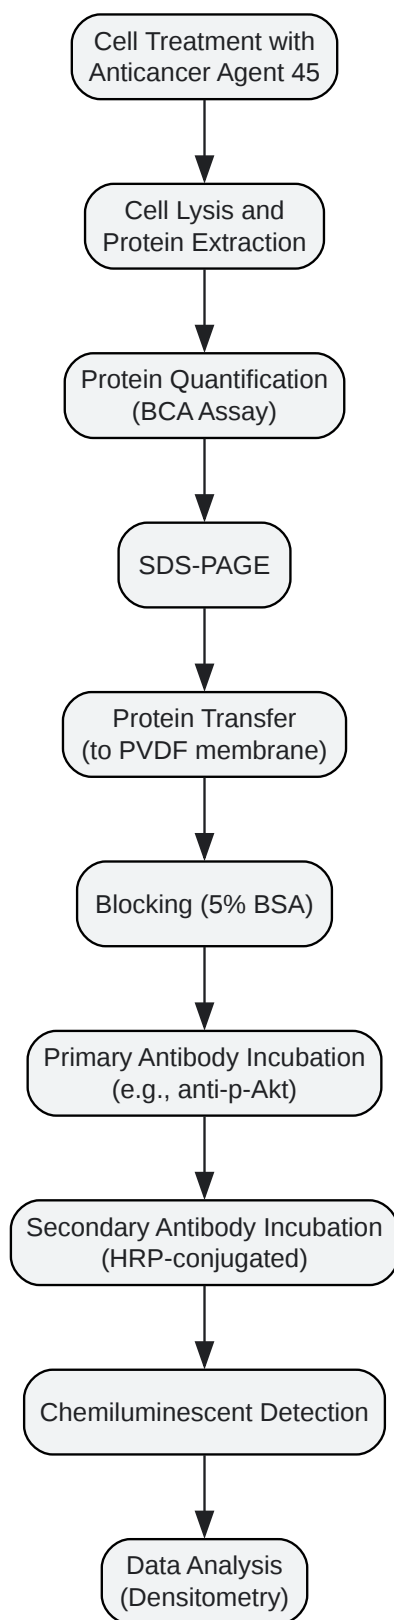 Cell Treatment with
Anticancer Agent 45
Cell Lysis and
Protein Extraction
Protein Quantification
(BCA Assay)
SDS-PAGE
Protein Transfer
(to PVDF membrane)
Blocking (5% BSA)
Primary Antibody Incubation
(e.g., anti-p-Akt)
Secondary Antibody Incubation
(HRP-conjugated)
Chemiluminescent Detection
Data Analysis
(Densitometry)